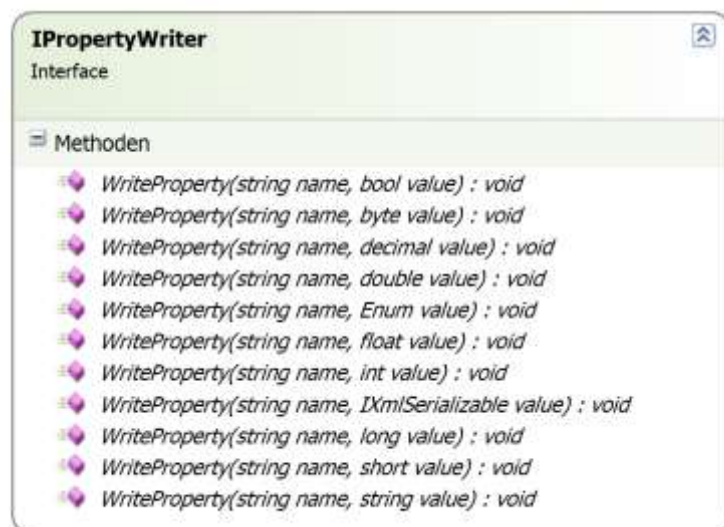 IPropertyWriter
Interface
Methoden
WriteProperty(string name, bool value) : void
WriteProperty(string name, byte value) : void
WriteProperty(string name, decimal value) : void
WriteProperty(string name, double value) : void
WriteProperty(string name, Enum value) : void
WriteProperty(string name, float value) : void
WriteProperty(string name, int value) : void
WriteProperty(string name, IXmlSerializable value) : void
WriteProperty(string name, long value) : void
WriteProperty(string name, short value) : void
WriteProperty(string name, string value) : void